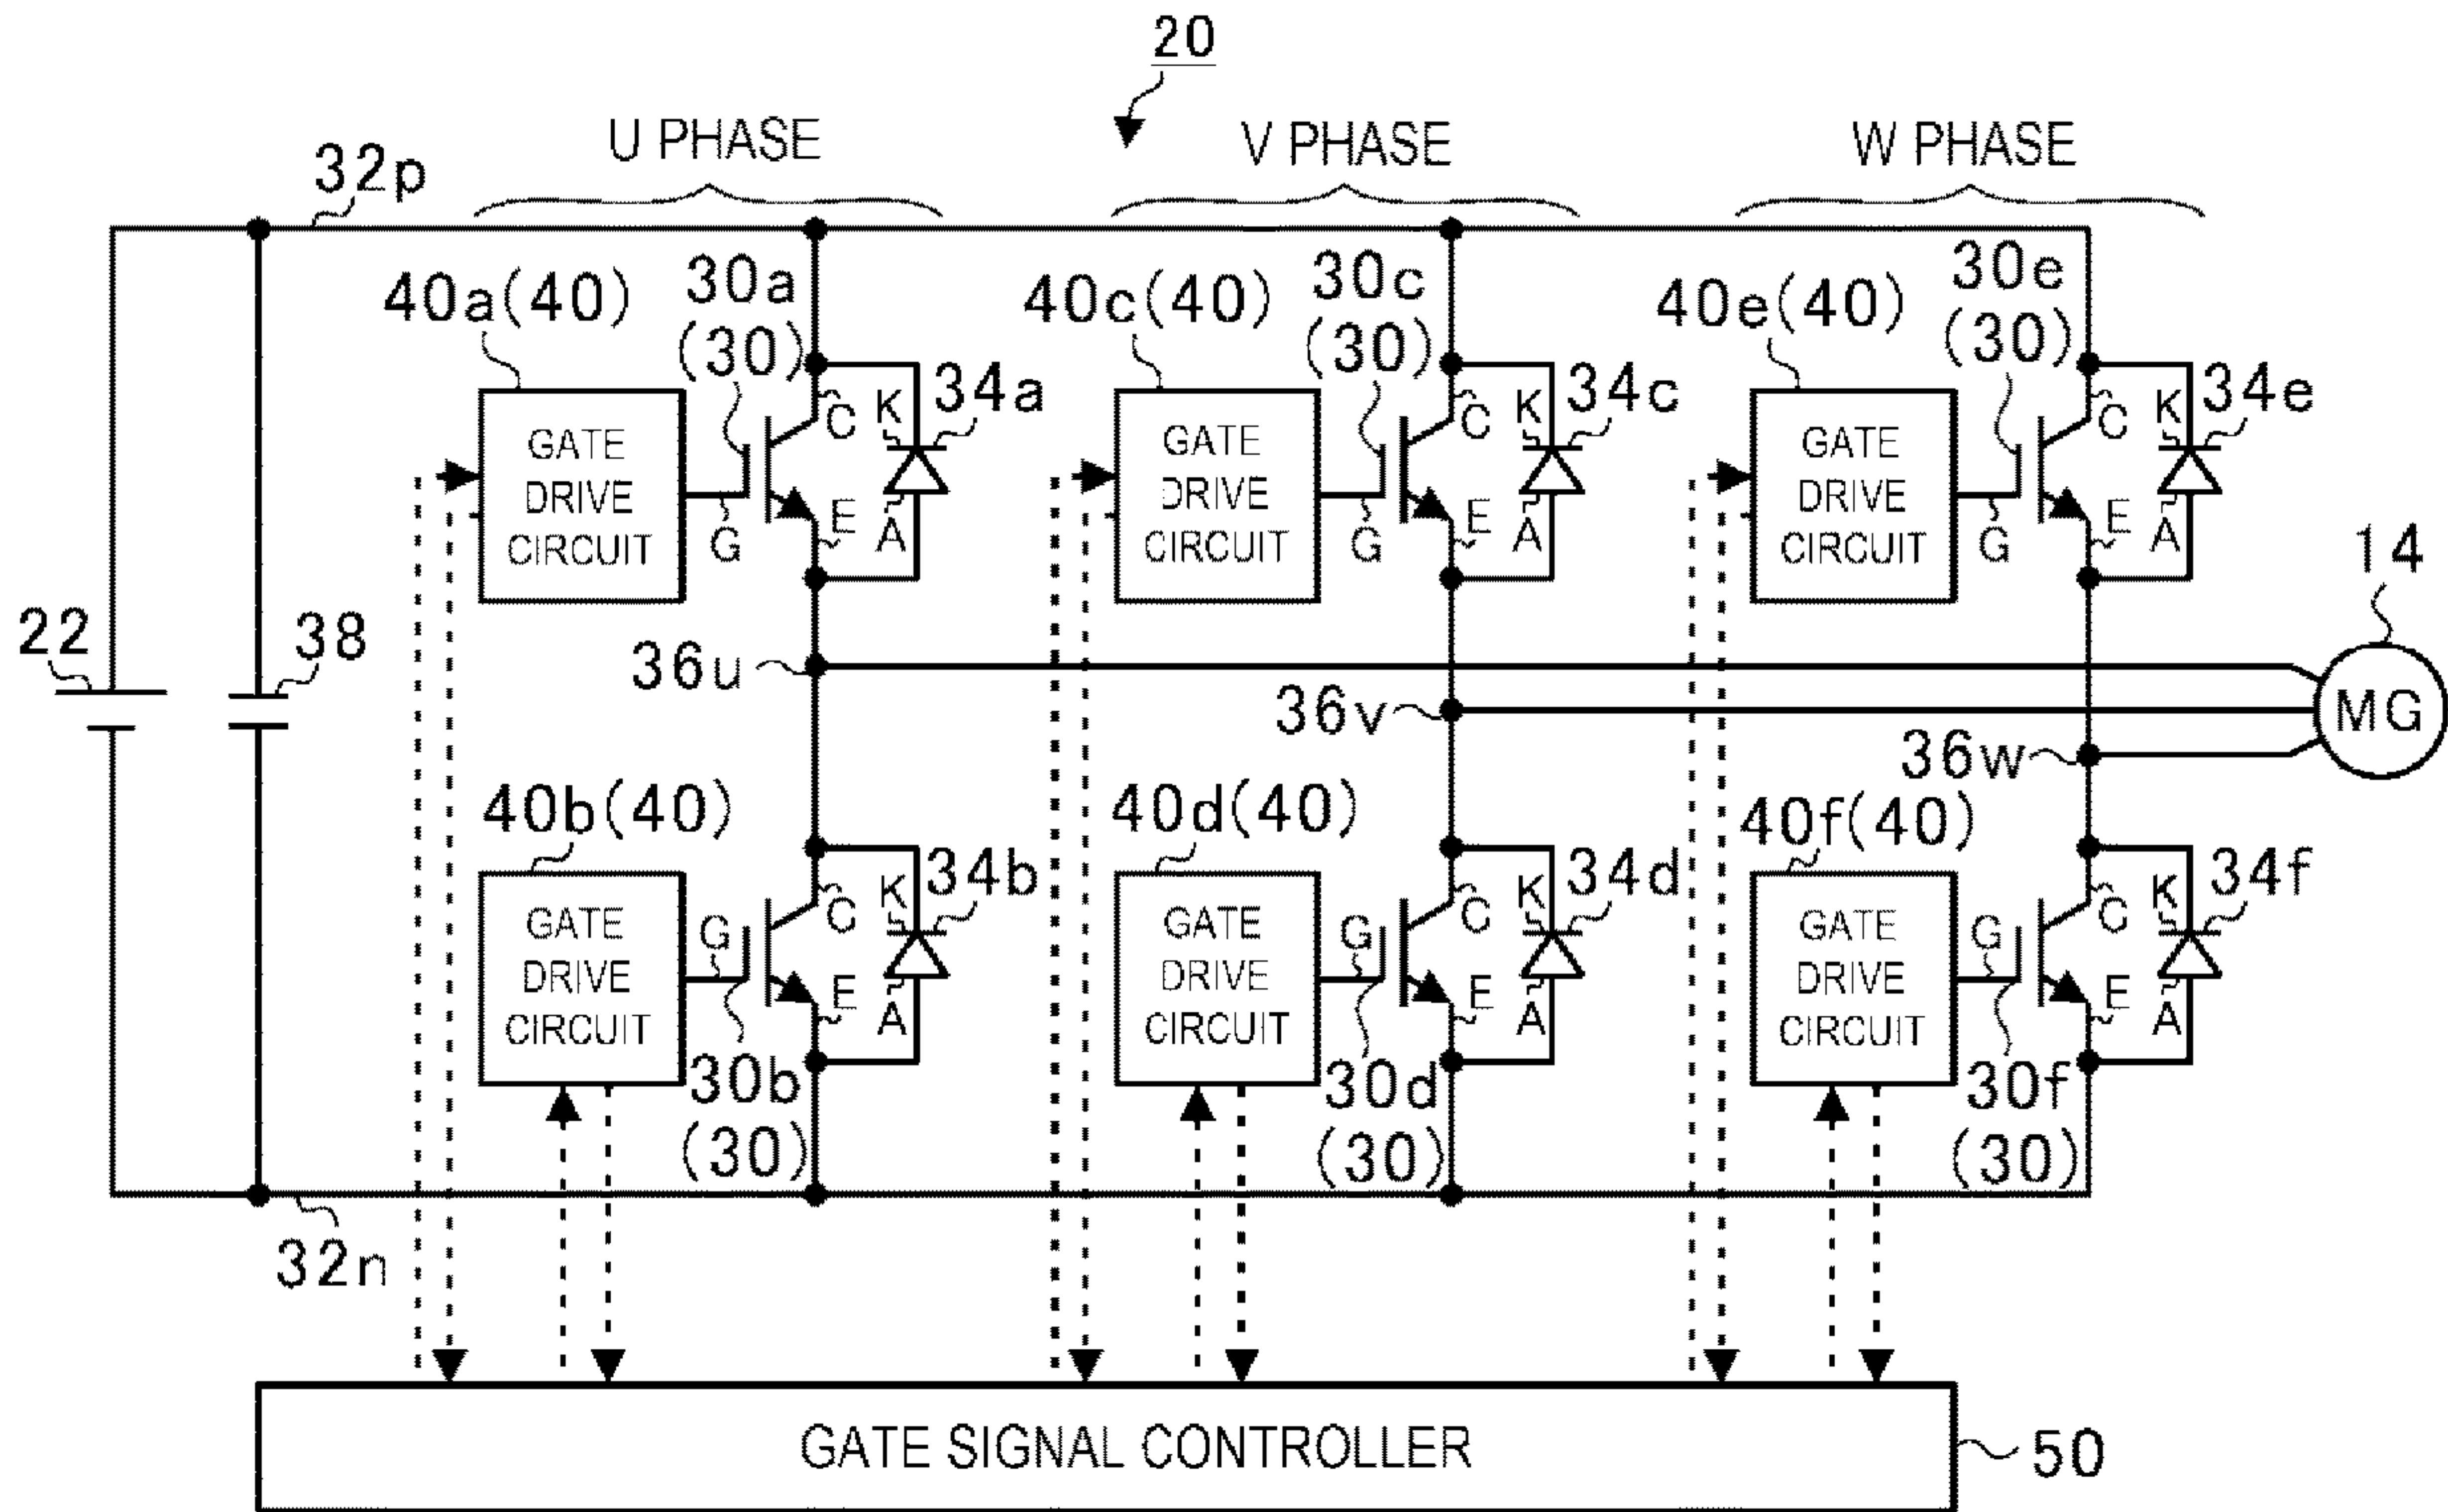 20
U PHASE
V PHASE
W PHASE
32p
40a(40)
30a
(30)
40c(40)
30c
(30)
40e(40)
30e
(30)
GATE
DRIVE
CIRCUIT
G
C
E
K
A
34a
GATE
DRIVE
CIRCUIT
G
C
E
K
A
34c
GATE
DRIVE
CIRCUIT
G
C
E
K
A
34e
14
MG
22
38
36u
36v
36w
40b(40)
40d(40)
40f(40)
GATE
DRIVE
CIRCUIT
G
C
E
K
A
34b
30b
(30)
GATE
DRIVE
CIRCUIT
G
C
E
K
A
34d
30d
(30)
GATE
DRIVE
CIRCUIT
G
C
E
K
A
34f
30f
(30)
32n
GATE SIGNAL CONTROLLER
50